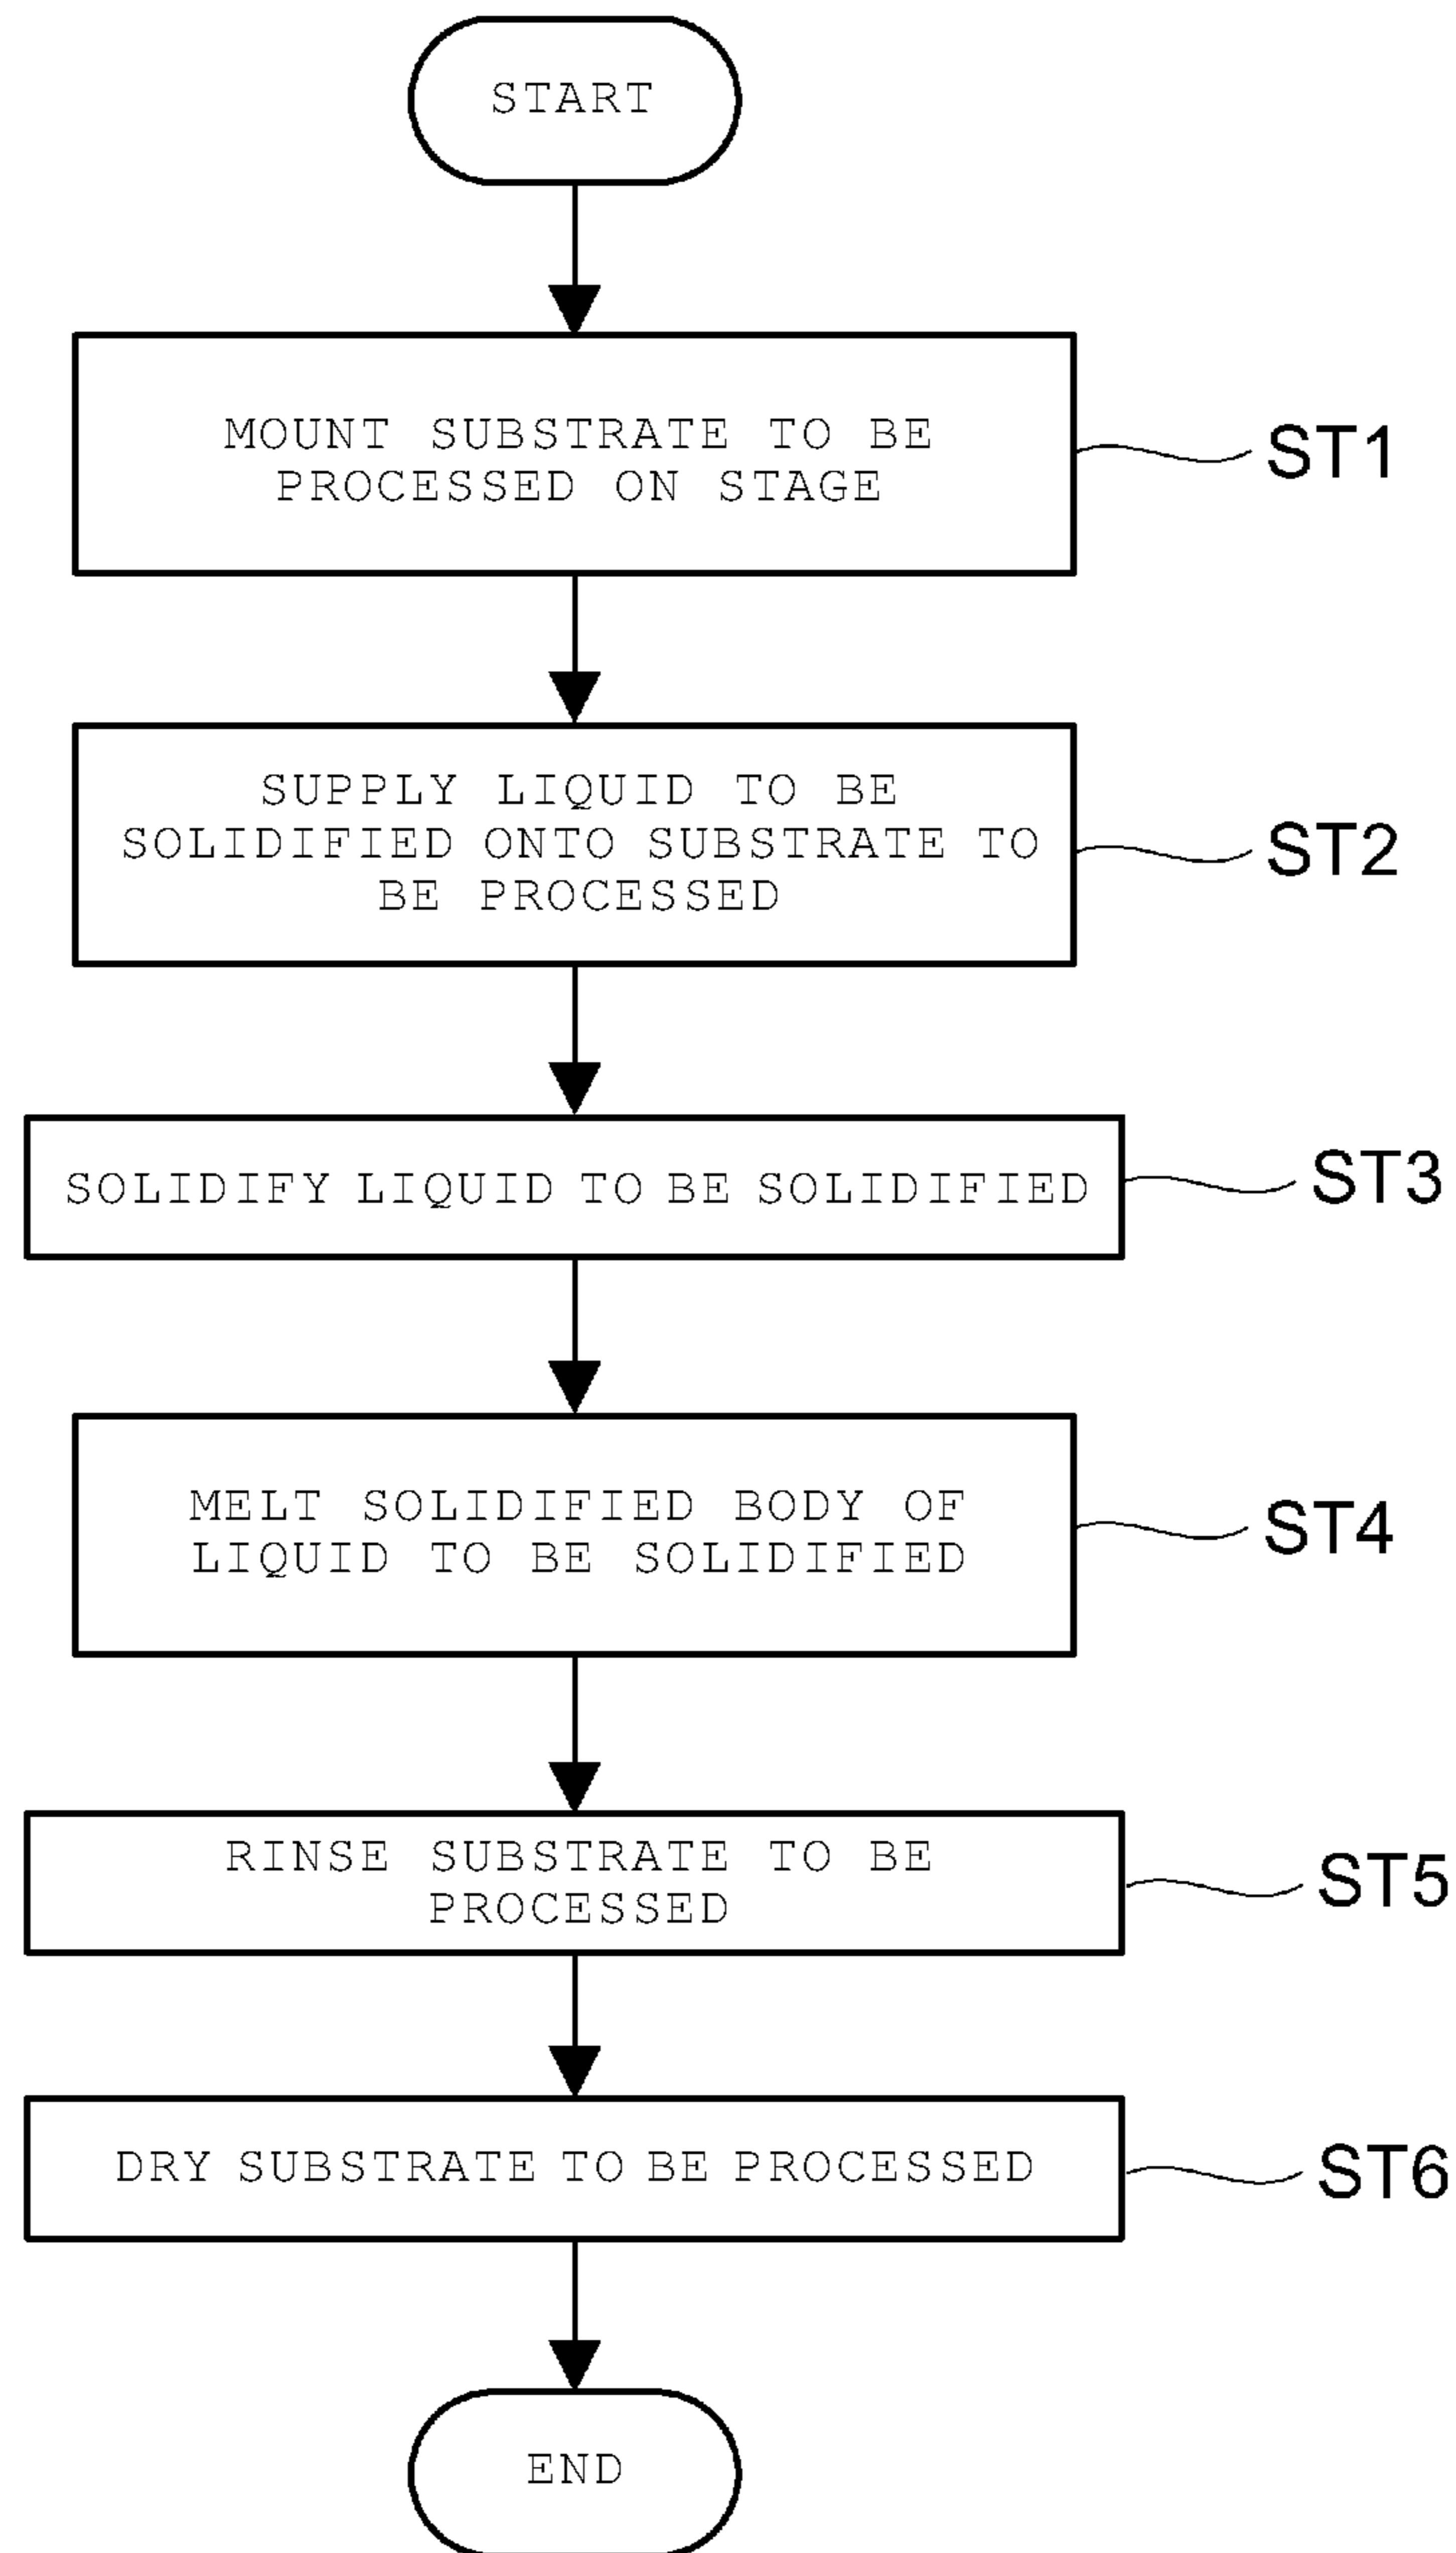 START
MOUNT SUBSTRATE TO BE
PROCESSED ON STAGE
ST1
SUPPLY LIQUID TO BE
SOLIDIFIED ONTO SUBSTRATE TO
BE PROCESSED
ST2
SOLIDIFY LIQUID TO BE SOLIDIFIED
ST3
MELT SOLIDIFIED BODY OF
LIQUID TO BE SOLIDIFIED
ST4
RINSE SUBSTRATE TO BE
PROCESSED
ST5
DRY SUBSTRATE TO BE PROCESSED
ST6
END